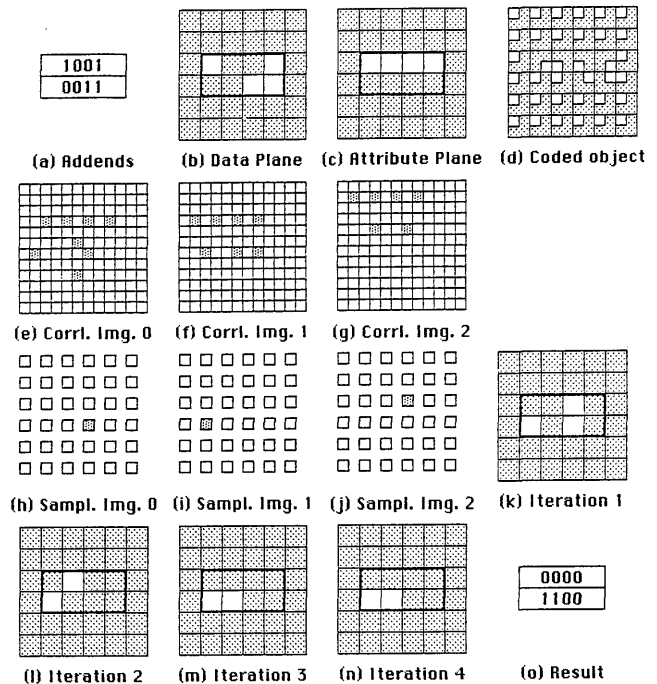 1001
0011
(a) Addends
(b) Data Plane
(c) Attribute Plane
(d) Coded object
(e) Corrl. Img. 0
(f) Corrl. Img. 1
(g) Corrl. Img. 2
(h) Sampl. Img. 0
(i) Sampl. Img. 1
(j) Sampl. Img. 2
(k) Iteration 1
(l) Iteration 2
(m) Iteration 3
(n) Iteration 4
0000
1100
(o) Result